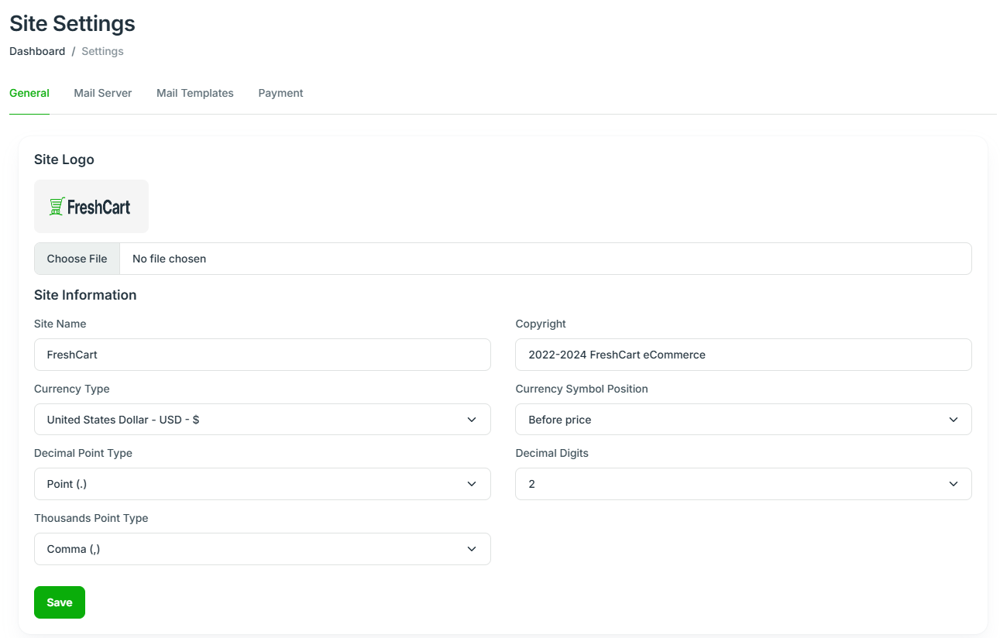 Site Settings
Dashboard / Settings
General Mail Server Mail Templates Payment
Site Logo
FreshCart
Choose File No file chosen
Site Information
Site Name Copyright
FreshCart 2022-2024 FreshCart eCommerce
Currency Type Currency Symbol Position
United States Dollar - USD - $ Before price
Decimal Point Type Decimal Digits
Point (.) 2
Thousands Point Type
Comma (,)
Save